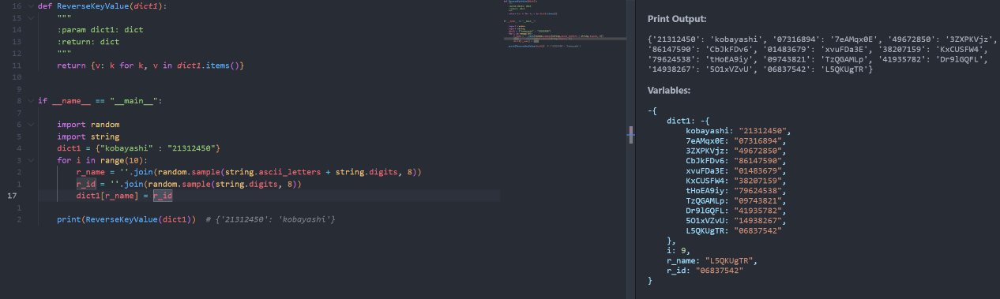 16 def ReverseKeyValue(dict1):
15 """
14 :param dict1: dict
13 :return: dict
12 """
11 return {v: k for k, v in dict1.items()}
10
9
8 if __name__ == "__main__":
7
6 import random
5 import string
4 dict1 = {"kobayashi" : "21312450"}
3 for i in range(10):
2 r_name = ''.join(random.sample(string.ascii_letters + string.digits, 8))
1 r_id = ''.join(random.sample(string.digits, 8))
17 dict1[r_name] = r_id
1
2 print(ReverseKeyValue(dict1))  # {'21312450': 'kobayashi'}
Print Output:
{'21312450': 'kobayashi', '07316894': '7eAMqx0E', '49672850': '3ZXPKVjz',
'86147590': 'CbJkFDv6', '01483679': 'xvuFDa3E', '38207159': 'KxCUSFW4',
'79624538': 'tHoEA9iy', '09743821': 'TzQGAMLp', '41935782': 'Dr9lGQFL',
'14938267': '5O1xVZvU', '06837542': 'L5QKUgTR'}
Variables:
-{
dict1: -{
kobayashi: "21312450",
7eAMqx0E: "07316894",
3ZXPKVjz: "49672850",
CbJkFDv6: "86147590",
xvuFDa3E: "01483679",
KxCUSFW4: "38207159",
tHoEA9iy: "79624538",
TzQGAMLp: "09743821",
Dr9lGQFL: "41935782",
5O1xVZvU: "14938267",
L5QKUgTR: "06837542"
},
i: 9,
r_name: "L5QKUgTR",
r_id: "06837542"
}